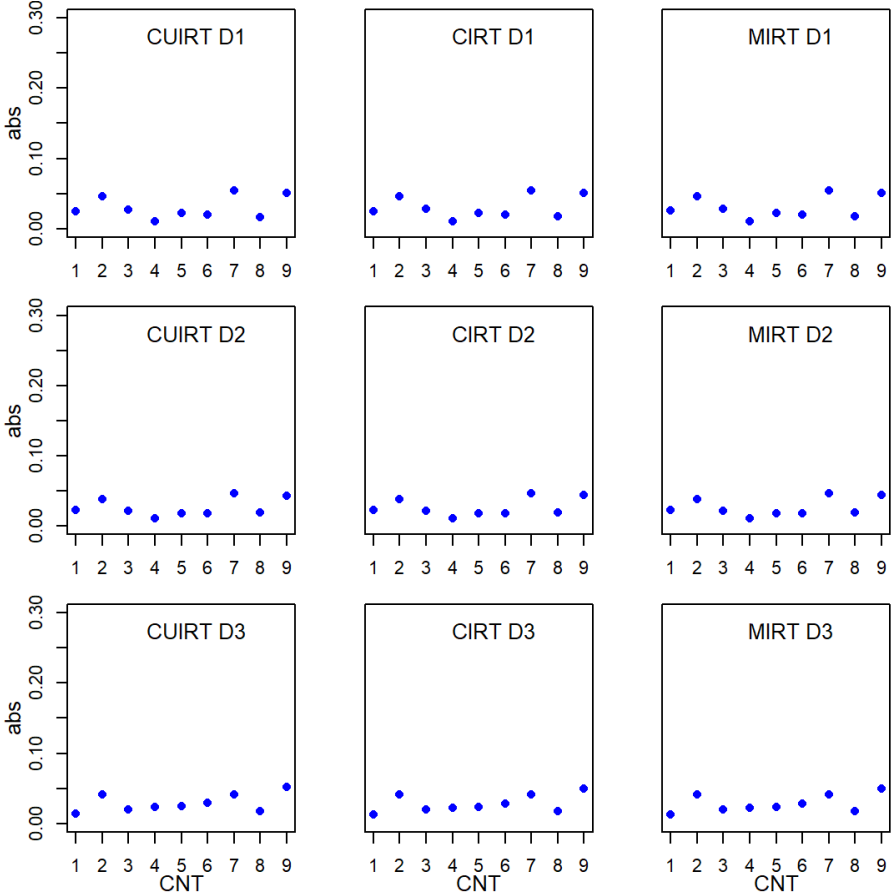 CUIRT D1 CIRT D1 MIRT D1
abs 0.00 0.10 0.20 0.30
1 2 3 4 5 6 7 8 9 1 2 3 4 5 6 7 8 9 1 2 3 4 5 6 7 8 9
CUIRT D2 CIRT D2 MIRT D2
abs 0.00 0.10 0.20 0.30
1 2 3 4 5 6 7 8 9 1 2 3 4 5 6 7 8 9 1 2 3 4 5 6 7 8 9
CUIRT D3 CIRT D3 MIRT D3
abs 0.00 0.10 0.20 0.30
1 2 3 4 5 6 7 8 9 1 2 3 4 5 6 7 8 9 1 2 3 4 5 6 7 8 9
CNT CNT CNT